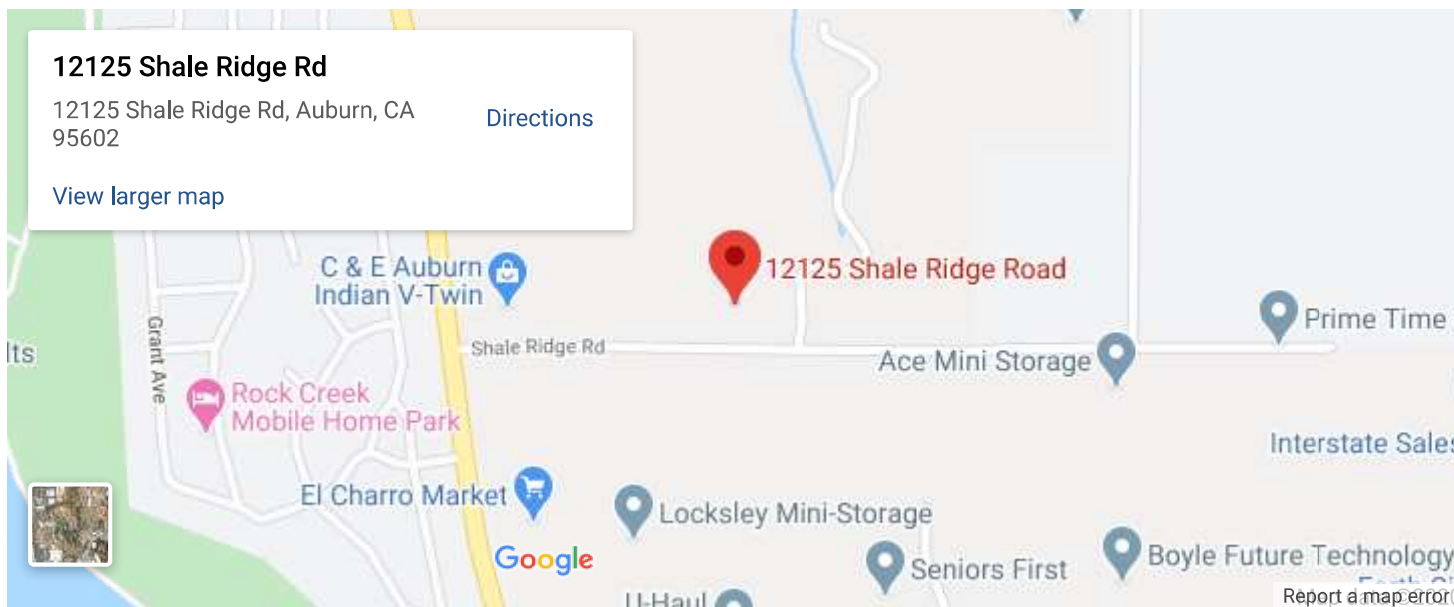 12125 Shale Ridge Rd
12125 Shale Ridge Rd, Auburn, CA
95602
Directions
View larger map
C & E Auburn
Indian V-Twin
12125 Shale Ridge Road
Grant Ave
lts
Shale Ridge Rd
Prime Time
Ace Mini Storage
Rock Creek
Mobile Home Park
Interstate Sales
El Charro Market
Locksley Mini-Storage
Google
Seniors First
Boyle Future Technology
U-Haul
Report a map error